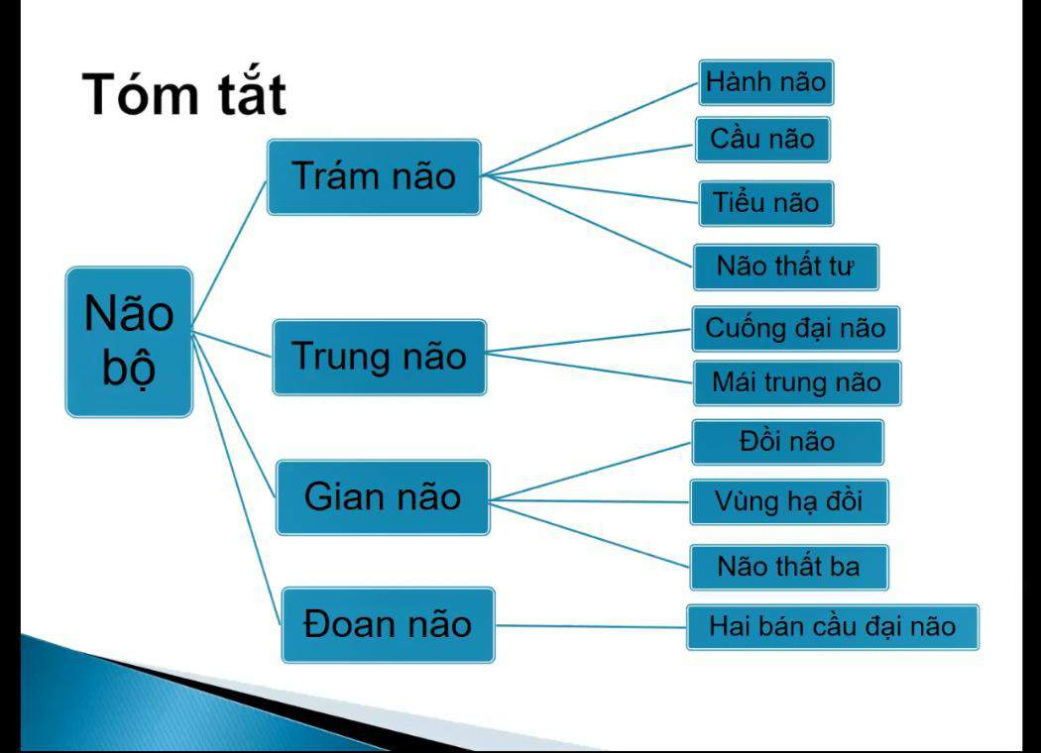 Tóm tắt
Não
bộ
Trám não
Hành não
Cầu não
Tiểu não
Não thất tư
Trung não
Cuống đại não
Mái trung não
Gian não
Đồi não
Vùng hạ đồi
Não thất ba
Đoan não
Hai bán cầu đại não